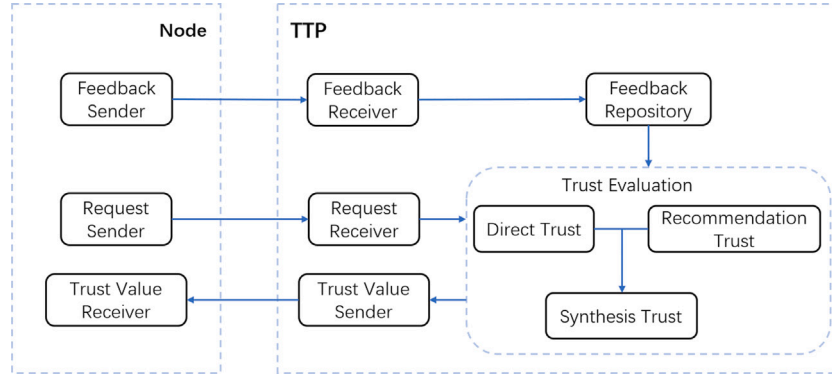 Node
TTP
Feedback
Sender
Feedback
Receiver
Feedback
Repository
Trust Evaluation
Request
Sender
Request
Receiver
Direct Trust
Recommendation
Trust
Trust Value
Receiver
Trust Value
Sender
Synthesis Trust